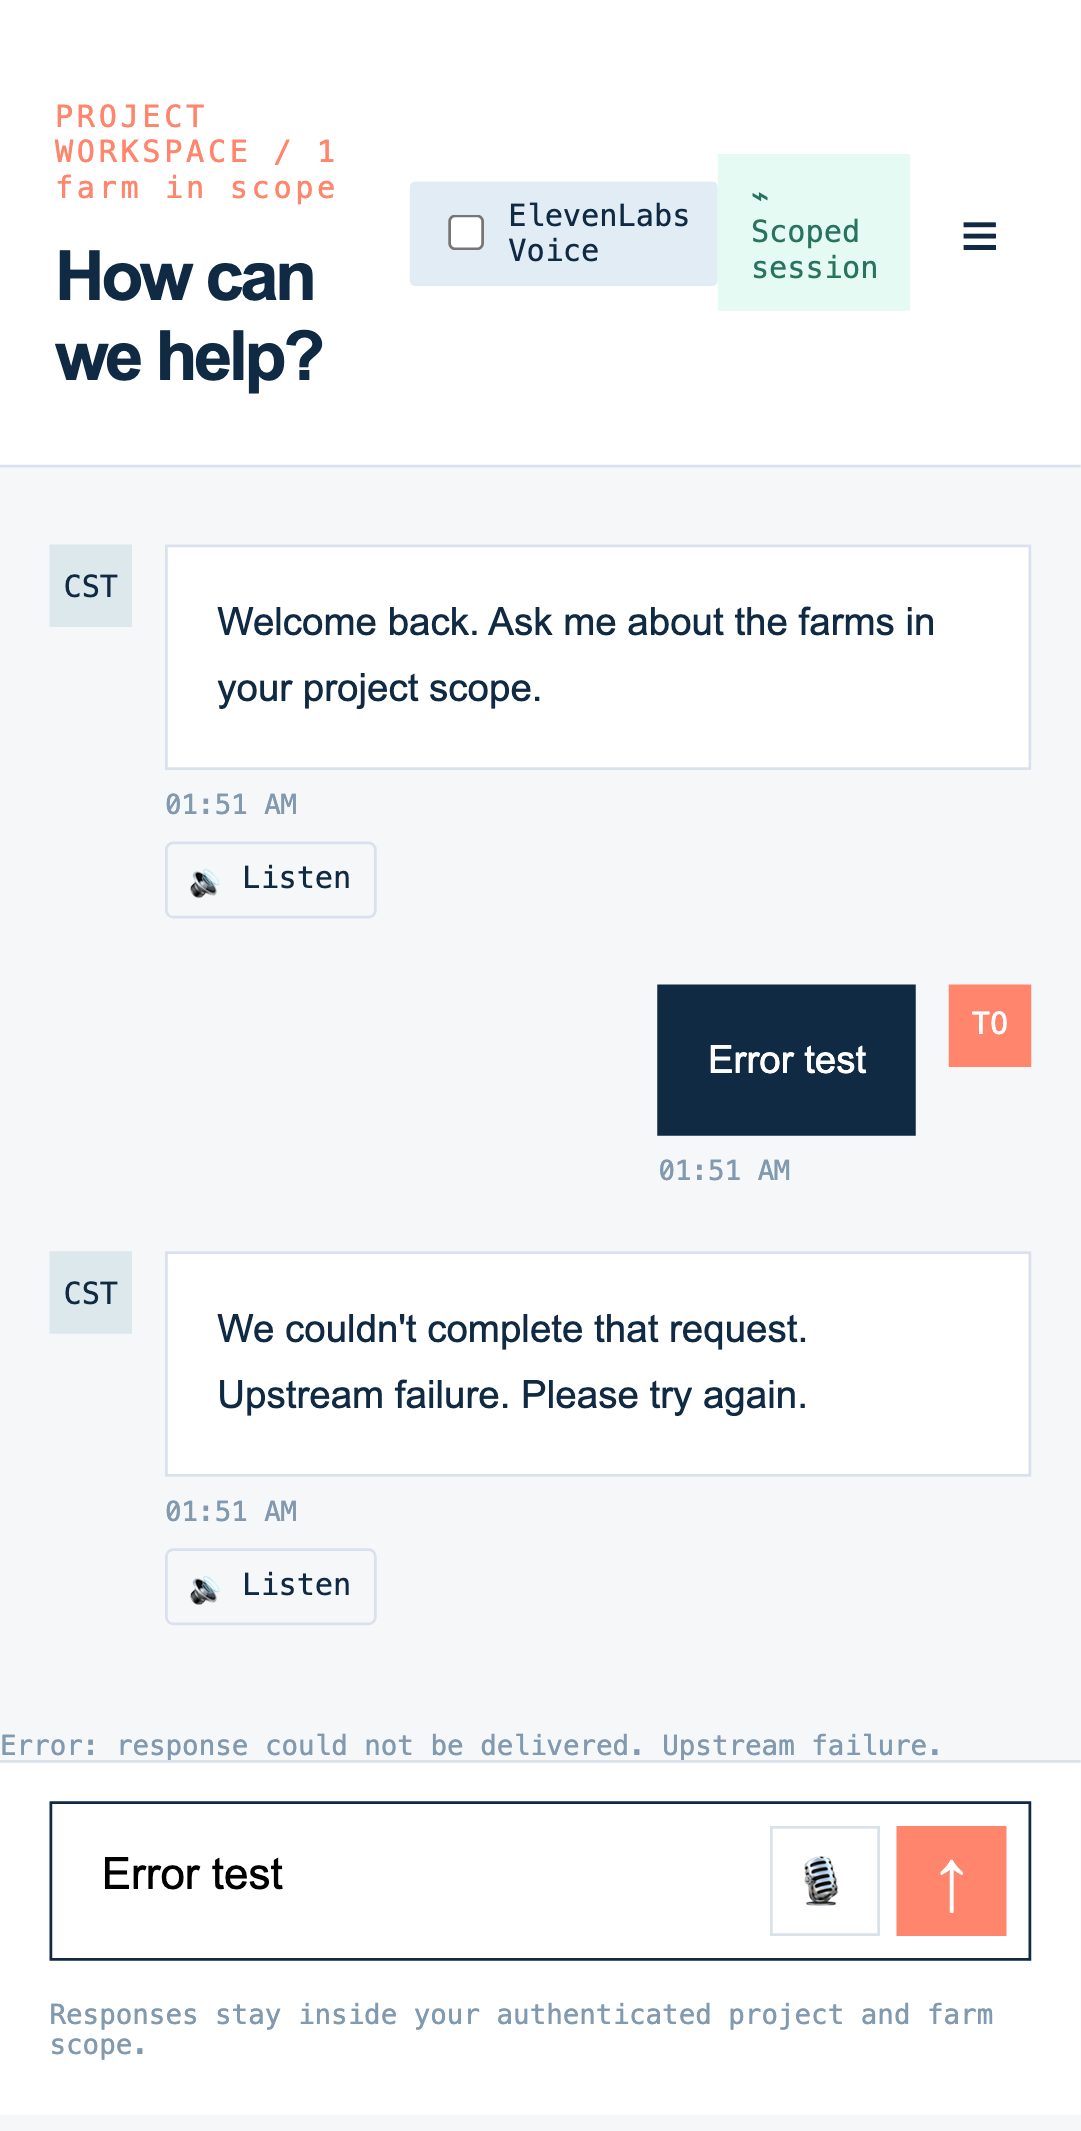 PROJECT
WORKSPACE / 1
farm in scope
How can
we help?
ElevenLabs
Voice
⌁
Scoped
session
CST
Welcome back. Ask me about the farms in
your project scope.
01:51 AM
Listen
Error test
TO
01:51 AM
CST
We couldn't complete that request.
Upstream failure. Please try again.
01:51 AM
Listen
Error: response could not be delivered. Upstream failure.
Error test
↑
Responses stay inside your authenticated project and farm
scope.